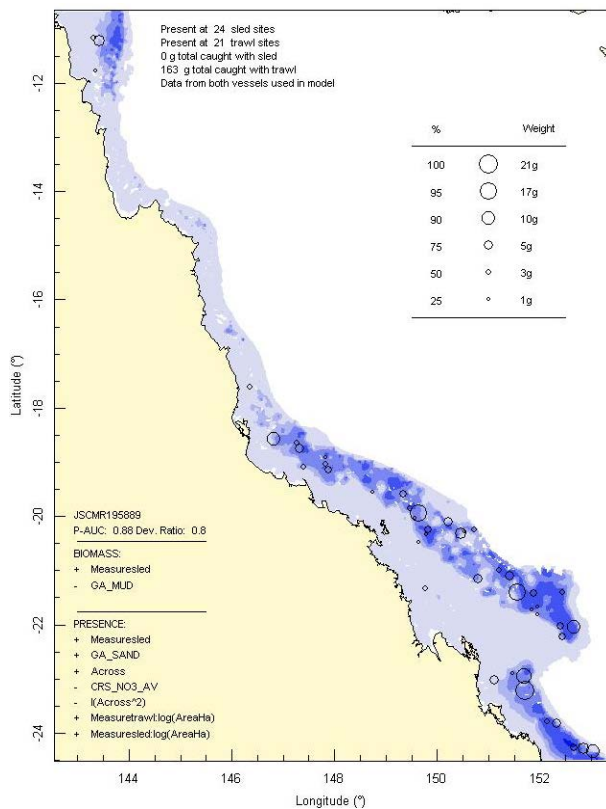 Present at 24 sled sites
Present at 21 trawl sites
0 g total caught with sled
163 g total caught with trawl
Data from both vessels used in model
% Weight
100 21g
95 17g
90 10g
75 5g
50 3g
25 1g
Latitude (°)
-12
-14
-16
-18
-20
-22
-24
JSCMR195889
P-AUC: 0.88 Dev. Ratio: 0.8
BIOMASS:
+ Measuresled
- GA_MUD
PRESENCE:
+ Measuresled
+ GA_SAND
+ Across
- CRS_NO3_AV
- I(Across^2)
+ Measuretrawl:log(AreaHa)
+ Measuresled:log(AreaHa)
144 146 148 150 152
Longitude (°)